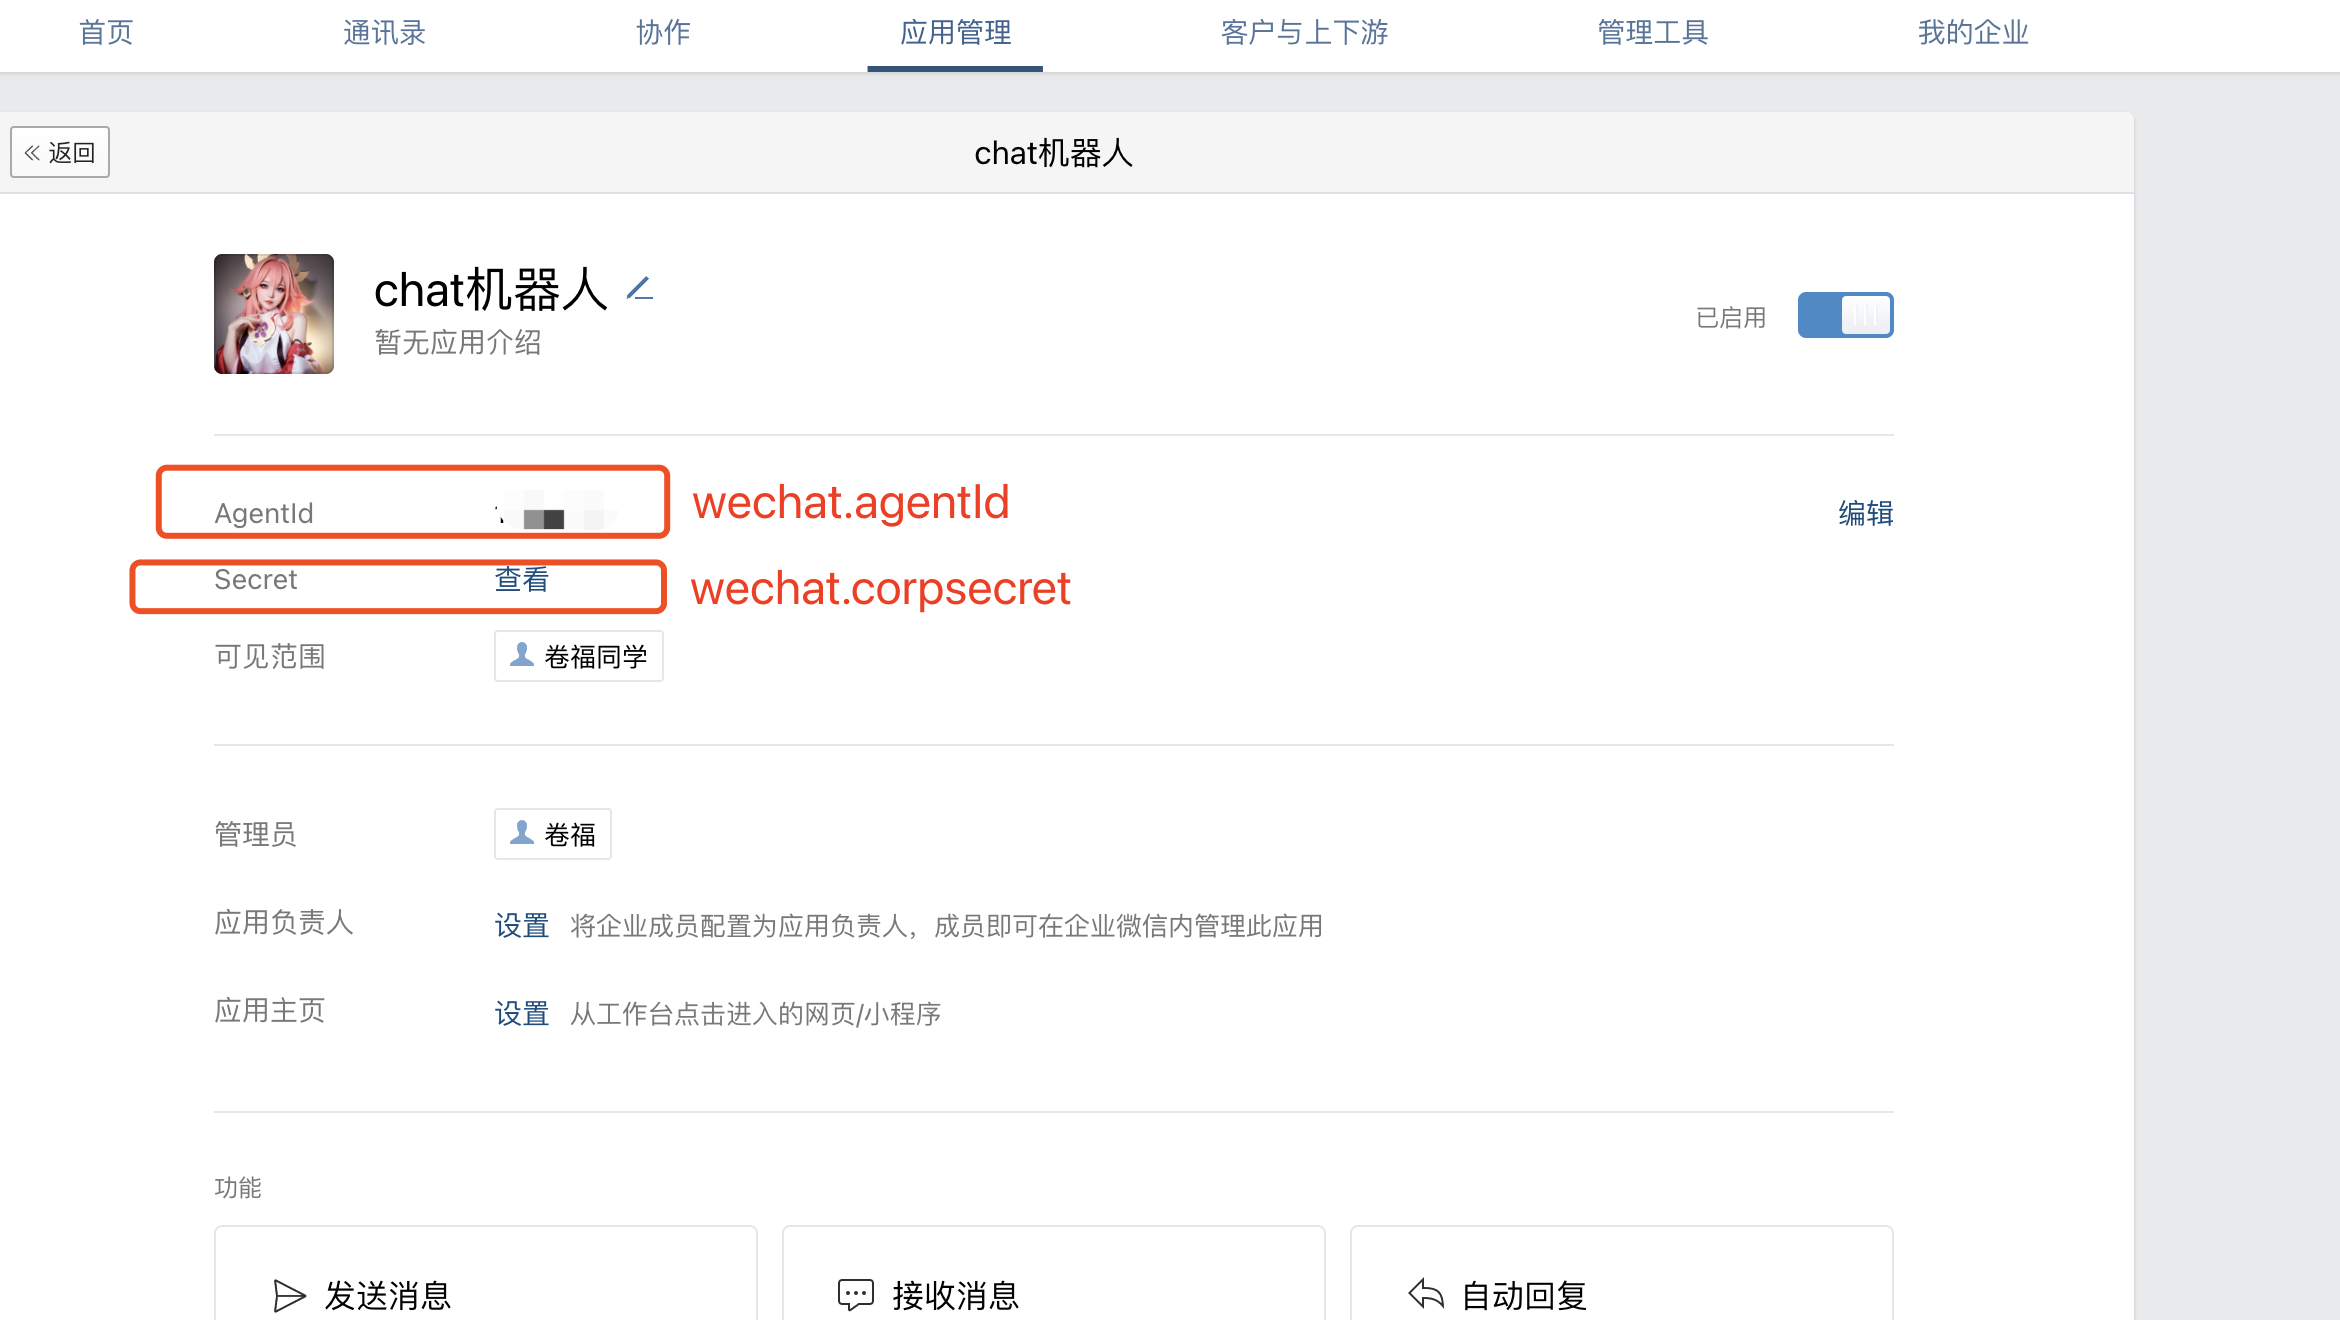 首页 通讯录 协作 应用管理 客户与上下游 管理工具 我的企业
« 返回 chat机器人
chat机器人
暂无应用介绍
已启用
AgentId wechat.agentId 编辑
Secret 查看 wechat.corpsecret
可见范围 卷福同学
管理员 卷福
应用负责人 设置 将企业成员配置为应用负责人，成员即可在企业微信内管理此应用
应用主页 设置 从工作台点击进入的网页/小程序
功能
发送消息 接收消息 自动回复